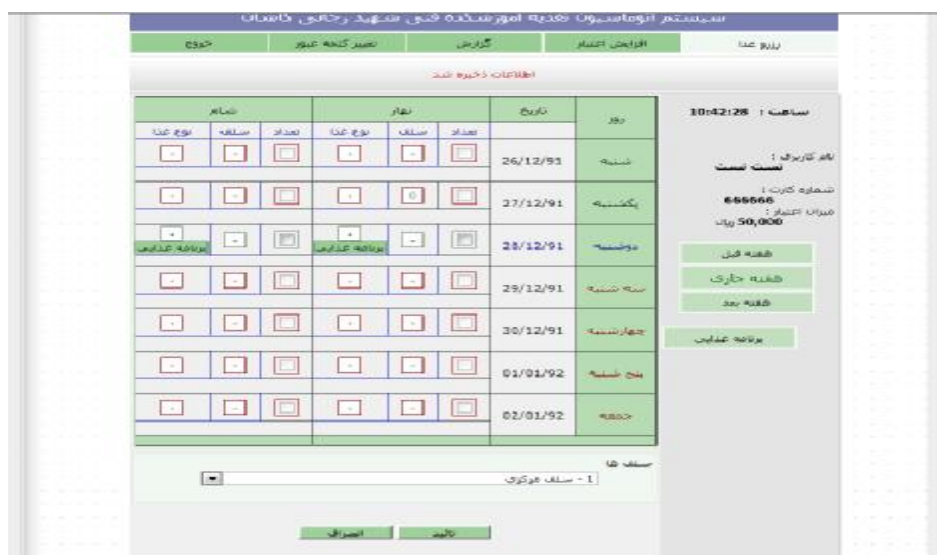 سیستم اتوماسیون تغذیه آموزشکده فنی شهید رجائی کاشان
رزرو غذا افزایش اعتبار گزارش تغییر کلمه عبور خروج
اطلاعات ذخیره شد
ساعت : 10:42:28
نام کاربری :
تست تست
شماره کارت :
666666
میزان اعتبار :
50,000 ریال
هفته قبل
هفته جاری
هفته بعد
برنامه غذایی
روز تاریخ نهار شام
تعداد سلف نوع غذا تعداد سلف نوع غذا
شنبه 26/12/91 - - - -
یکشنبه 27/12/91 0 - - -
دوشنبه 28/12/91 - برنامه غذایی - برنامه غذایی
سه شنبه 29/12/91 - - - -
چهارشنبه 30/12/91 - - - -
پنج شنبه 01/01/92 - - - -
جمعه 02/01/92 - - - -
سلف ها
1 - سلف مرکزی
تائید انصراف